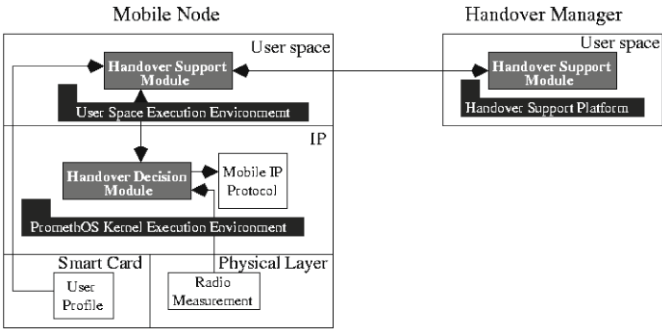 Mobile Node
Handover Manager
User space
Handover Support
Module
User Space Execution Environemt
User space
Handover Support
Module
Handover Support Platform
IP
Handover Decision
Module
Mobile IP
Protocol
PromethOS Kernel Execution Environment
Smart Card
User
Profile
Physical Layer
Radio
Measurement